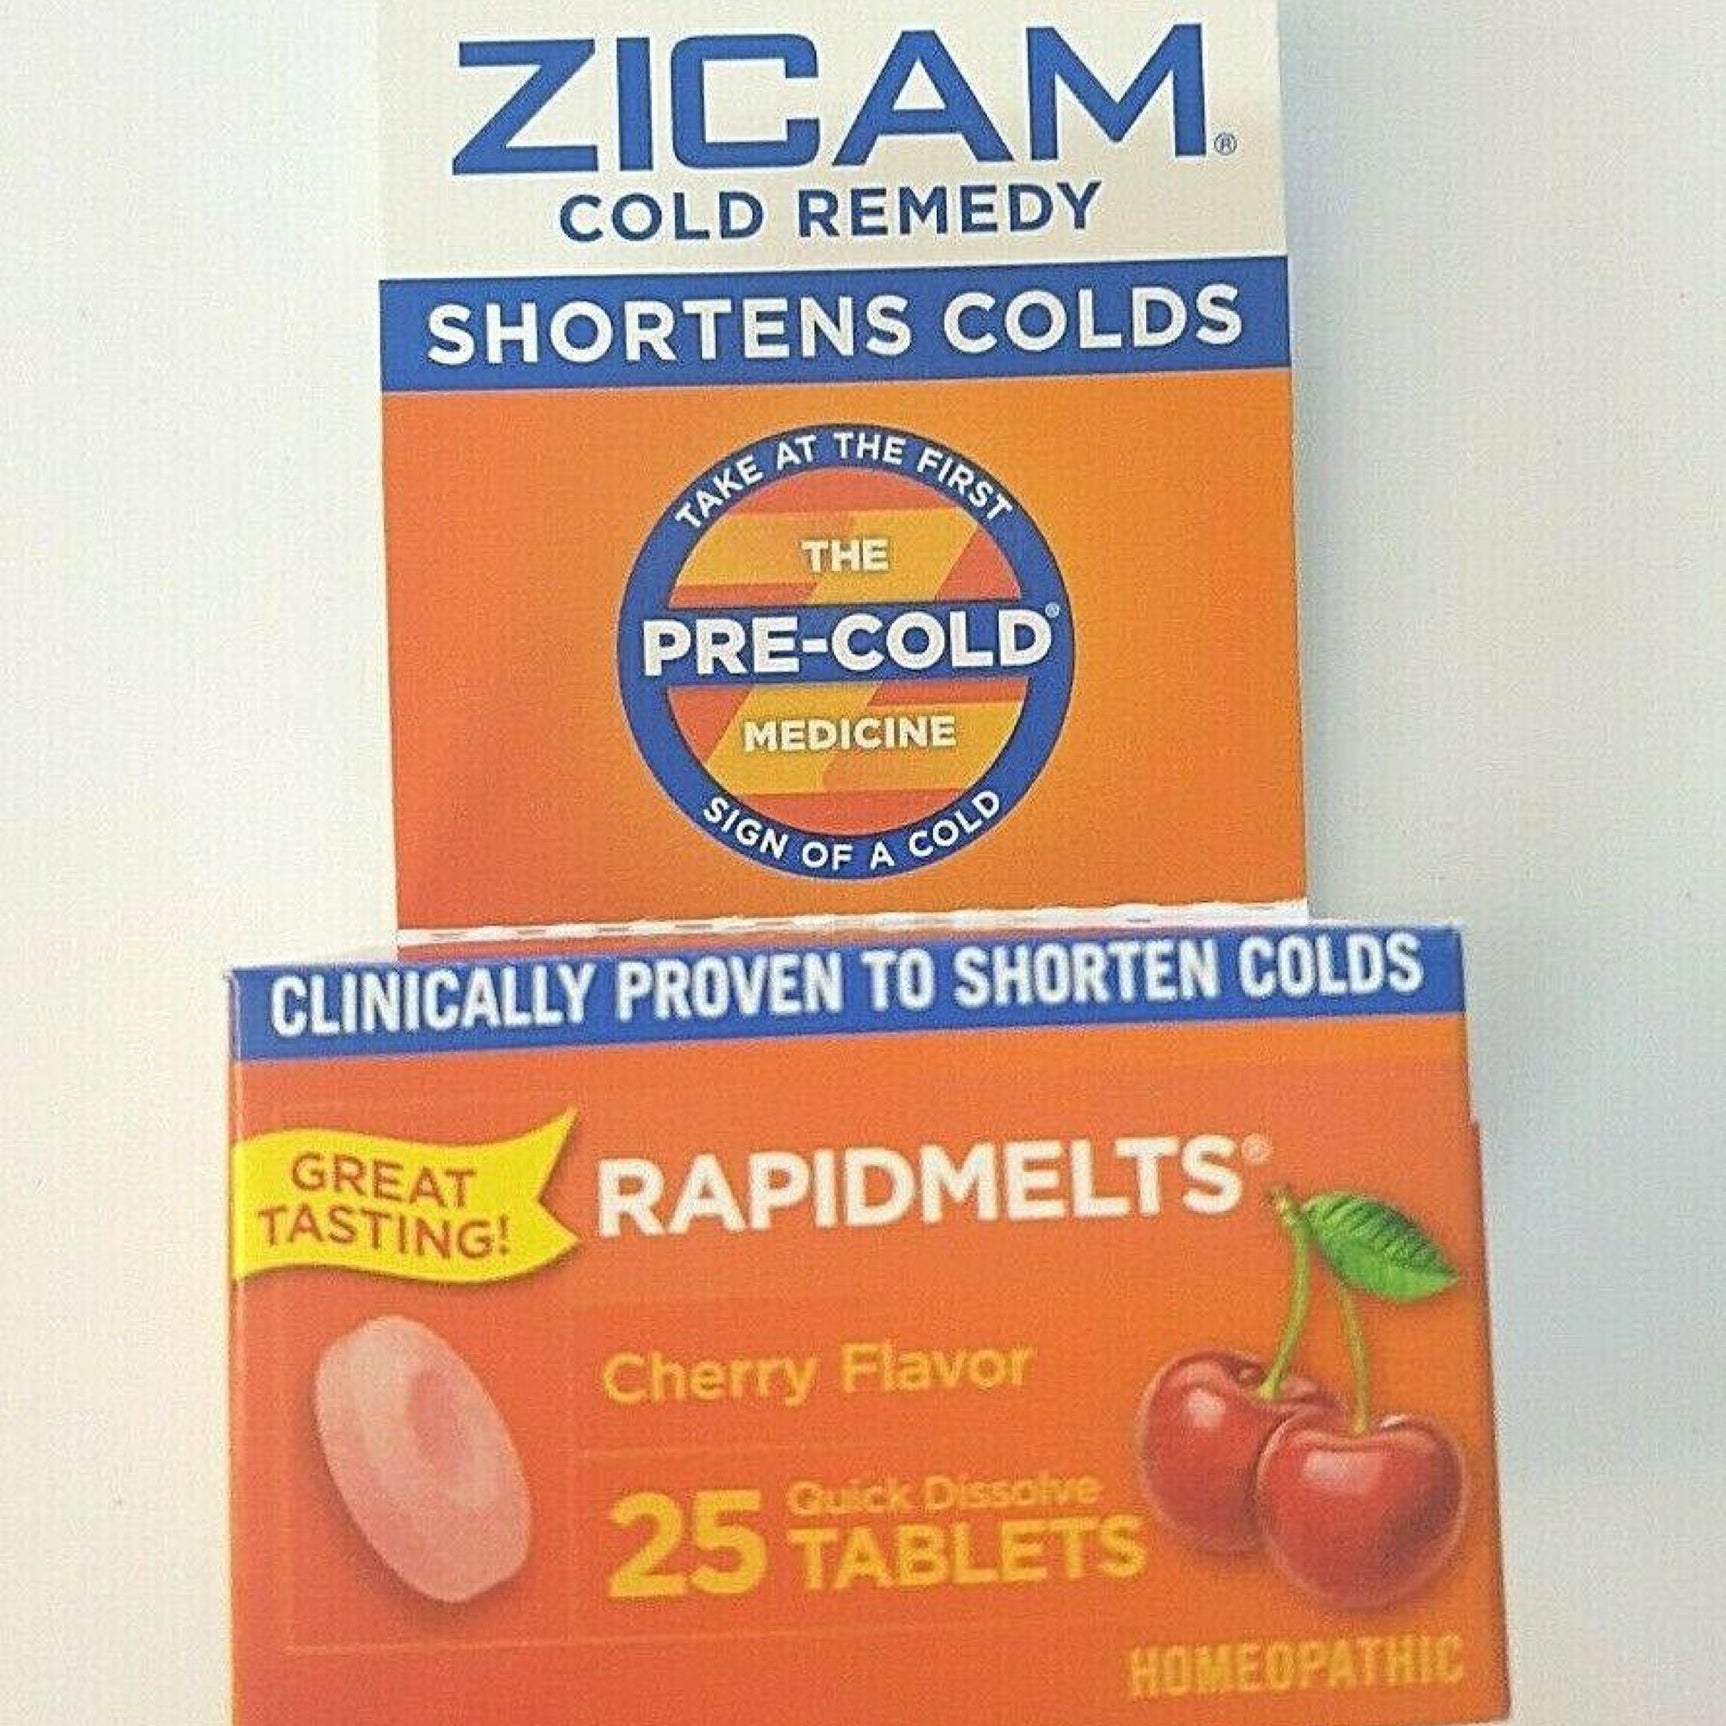 ZICAM®
COLD REMEDY
SHORTENS COLDS
TAKE AT THE FIRST
THE
PRE-COLD®
MEDICINE
SIGN OF A COLD
CLINICALLY PROVEN TO SHORTEN COLDS
GREAT
TASTING!
RAPIDMELTS®
Cherry Flavor
25 Quick Dissolve
TABLETS
HOMEOPATHIC